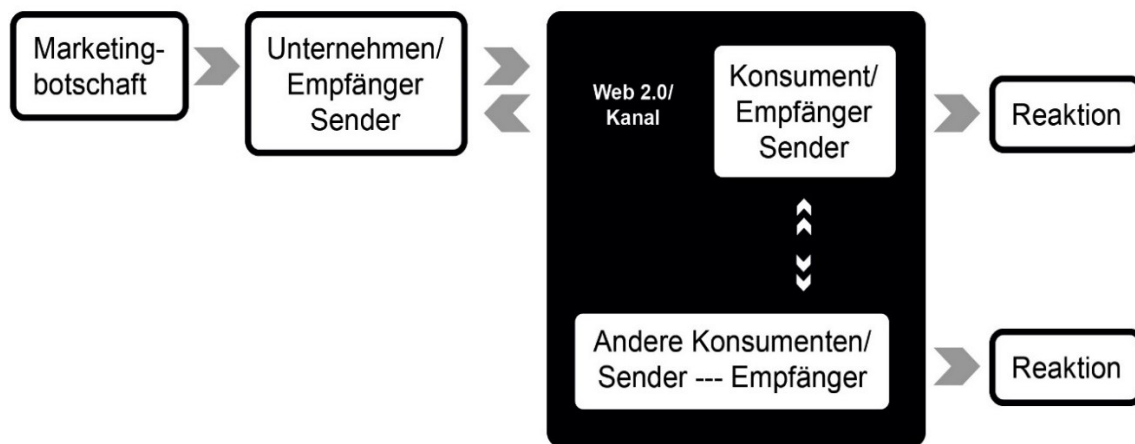 Marketing-
botschaft
Unternehmen/
Empfänger
Sender
Web 2.0/
Kanal
Konsument/
Empfänger
Sender
Reaktion
Andere Konsumenten/
Sender --- Empfänger
Reaktion